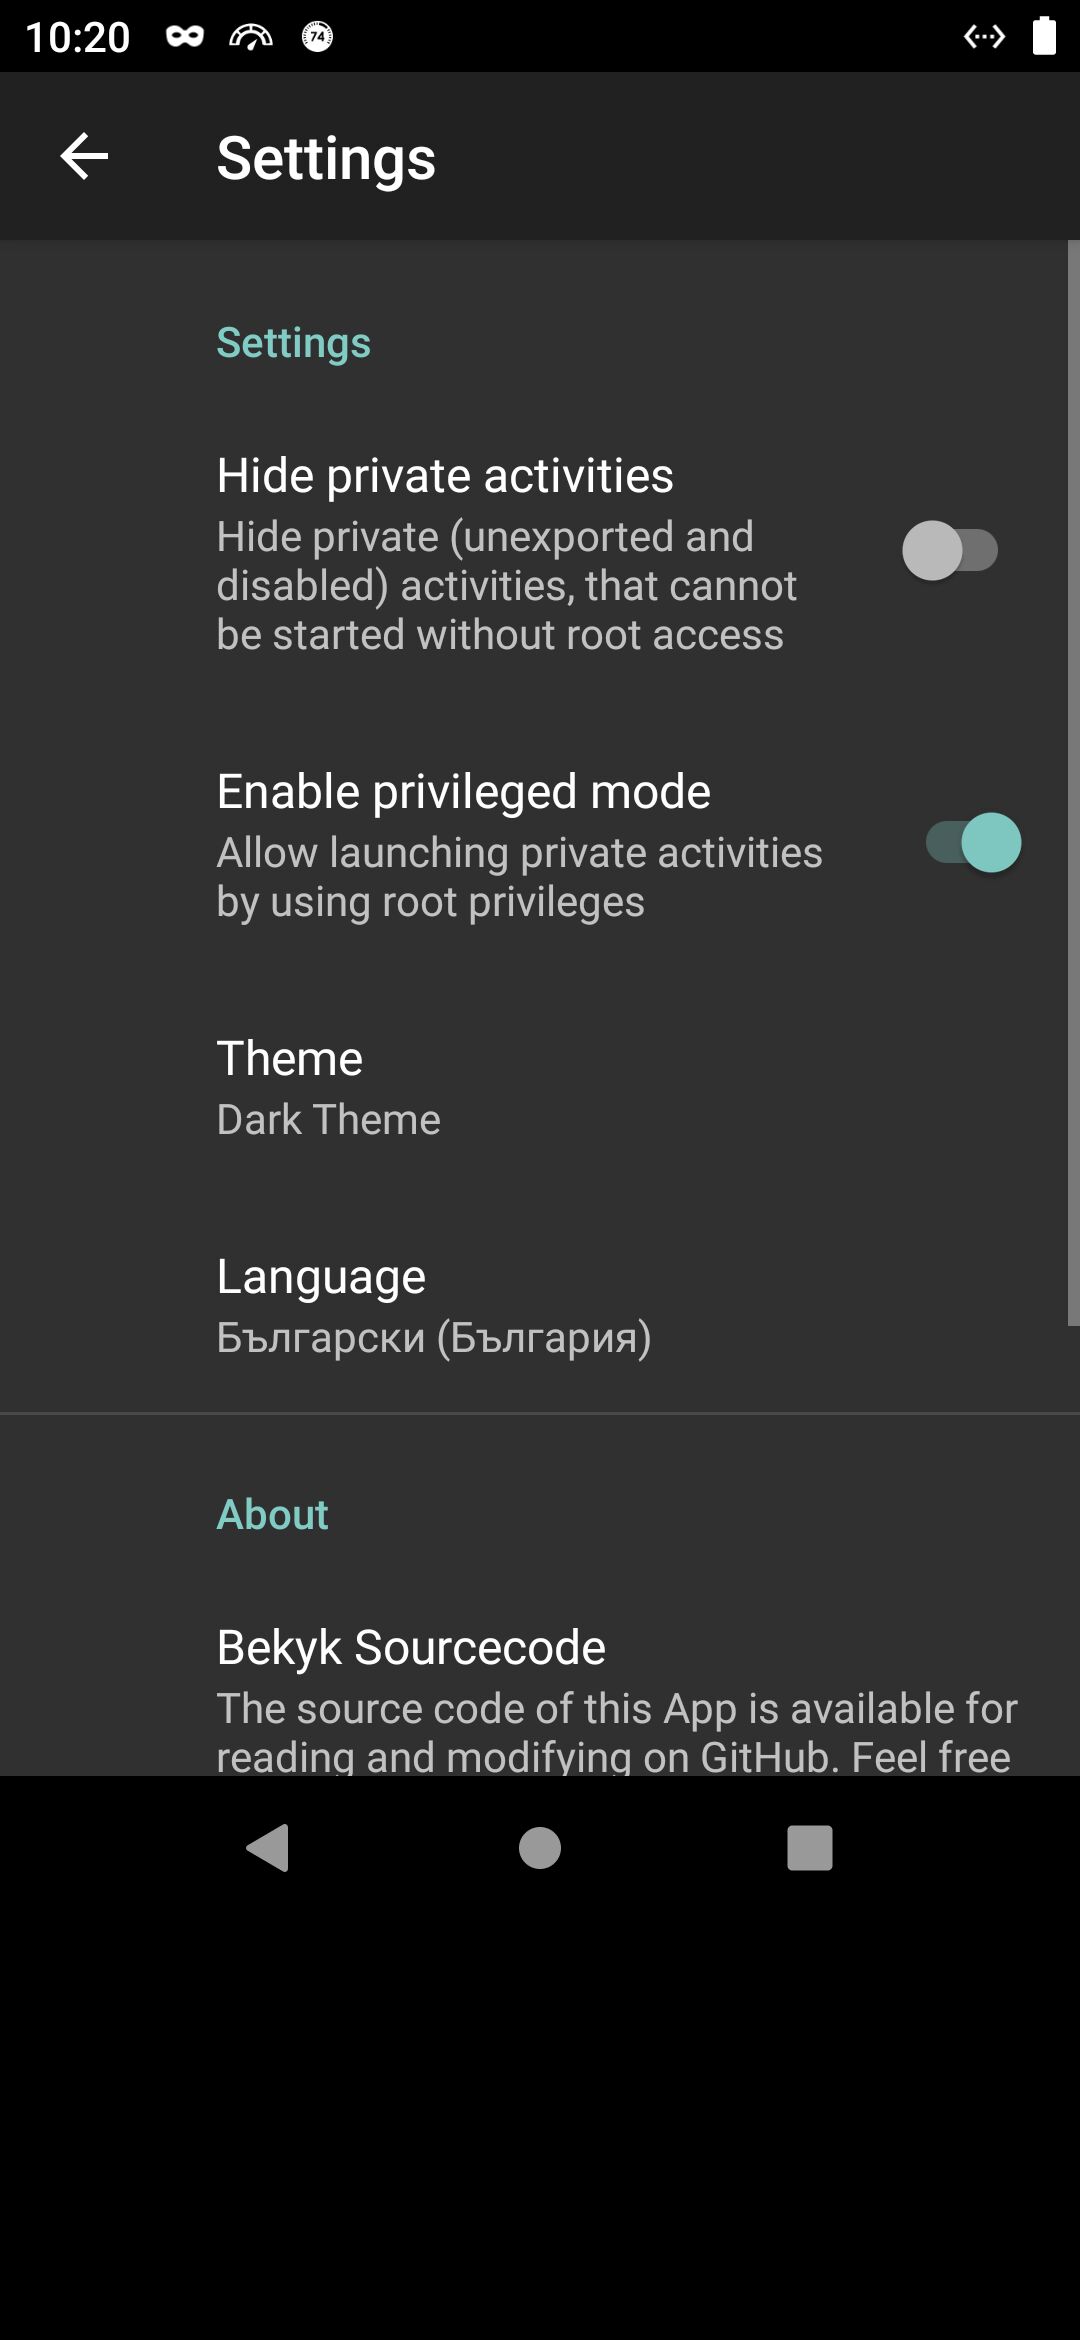 10:20
74
Settings
Settings
Hide private activities
Hide private (unexported and
disabled) activities, that cannot
be started without root access
Enable privileged mode
Allow launching private activities
by using root privileges
Theme
Dark Theme
Language
Български (България)
About
Bekyk Sourcecode
The source code of this App is available for
reading and modifying on GitHub. Feel free